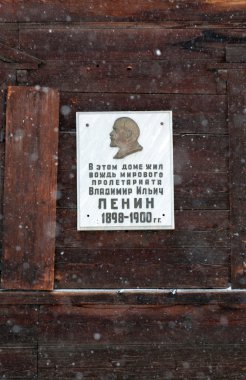 В ЭТОМ ДОМЕ ЖИЛ
ВОЖДЬ МИРОВОГО
ПРОЛЕТАРИАТА
ВЛАДИМИР ИЛЬИЧ
ЛЕНИН
1898-1900 ГГ.